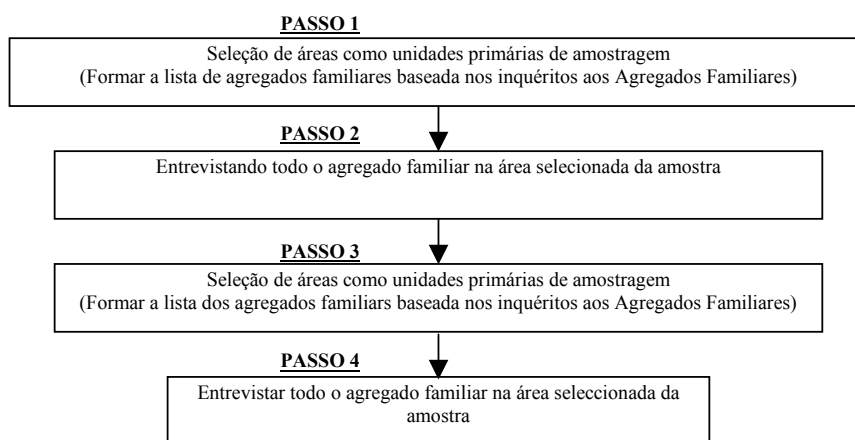 PASSO 1
Seleção de áreas como unidades primárias de amostragem
(Formar a lista de agregados familiares baseada nos inquéritos aos Agregados Familiares)
PASSO 2
Entrevistando todo o agregado familiar na área selecionada da amostra
PASSO 3
Seleção de áreas como unidades primárias de amostragem
(Formar a lista dos agregados familiars baseada nos inquéritos aos Agregados Familiares)
PASSO 4
Entrevistar todo o agregado familiar na área seleccionada da
amostra